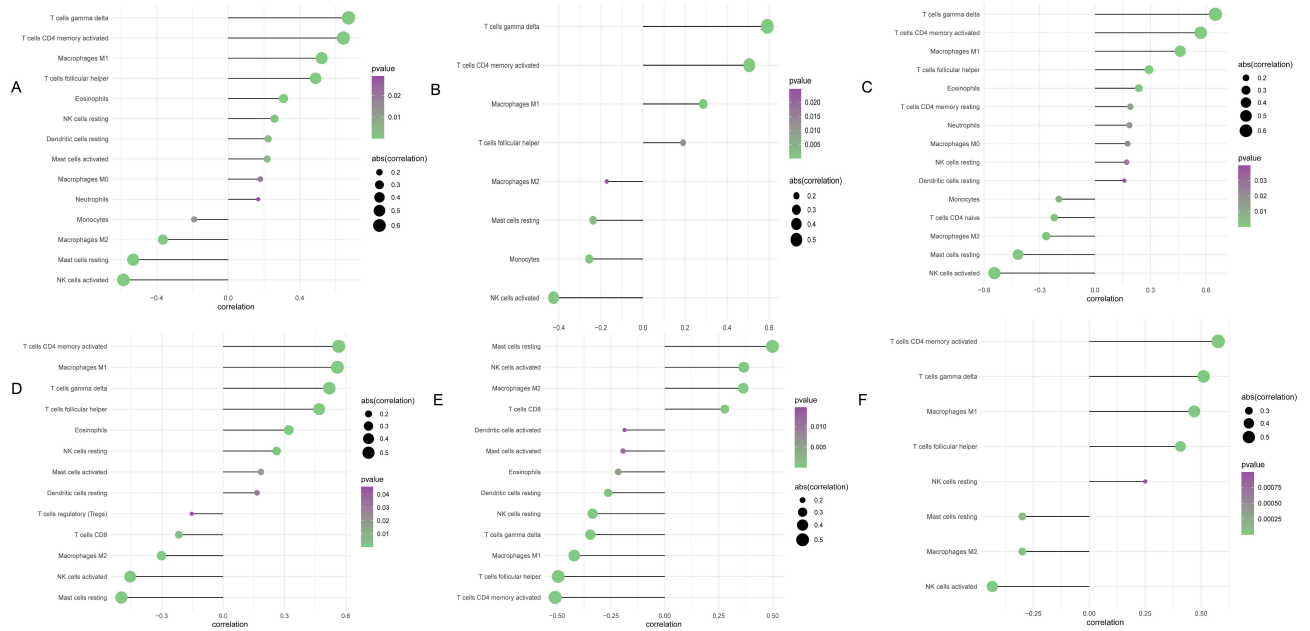 A
T cells gamma delta
T cells CD4 memory activated
Macrophages M1
T cells follicular helper
Eosinophils
NK cells resting
Dendritic cells resting
Mast cells activated
Macrophages M0
Neutrophils
Monocytes
Macrophages M2
Mast cells resting
NK cells activated
−0.4 0.0 0.4
correlation
pvalue
0.02
0.01
abs(correlation)
0.2
0.3
0.4
0.5
0.6
B
T cells gamma delta
T cells CD4 memory activated
Macrophages M1
T cells follicular helper
Macrophages M2
Mast cells resting
Monocytes
NK cells activated
−0.4 −0.2 0.0 0.2 0.4 0.6
pvalue
0.020
0.015
0.010
0.005
abs(correlation)
0.2
0.3
0.4
0.5
C
T cells gamma delta
T cells CD4 memory activated
Macrophages M1
T cells follicular helper
Eosinophils
T cells CD4 memory resting
Neutrophils
Macrophages M0
NK cells resting
Dendritic cells resting
Monocytes
T cells CD4 naive
Macrophages M2
Mast cells resting
NK cells activated
−0.6 −0.3 0.0 0.3 0.6
correlation
abs(correlation)
0.2
0.3
0.4
0.5
0.6
pvalue
0.03
0.02
0.01
D
T cells CD4 memory activated
Macrophages M1
T cells gamma delta
T cells follicular helper
Eosinophils
NK cells resting
Mast cells activated
Dendritic cells resting
T cells regulatory (Tregs)
T cells CD8
Macrophages M2
NK cells activated
Mast cells resting
−0.3 0.0 0.3 0.6
correlation
abs(correlation)
0.2
0.3
0.4
0.5
pvalue
0.04
0.03
0.02
0.01
E
Mast cells resting
NK cells activated
Macrophages M2
T cells CD8
Dendritic cells activated
Mast cells activated
Eosinophils
Dendritic cells resting
NK cells resting
T cells gamma delta
Macrophages M1
T cells follicular helper
T cells CD4 memory activated
−0.50 −0.25 0.00 0.25 0.50
correlation
pvalue
0.010
0.005
abs(correlation)
0.2
0.3
0.4
0.5
F
T cells CD4 memory activated
T cells gamma delta
Macrophages M1
T cells follicular helper
NK cells resting
Mast cells resting
Macrophages M2
NK cells activated
−0.25 0.00 0.25 0.50
correlation
abs(correlation)
0.3
0.4
0.5
pvalue
0.00075
0.00050
0.00025